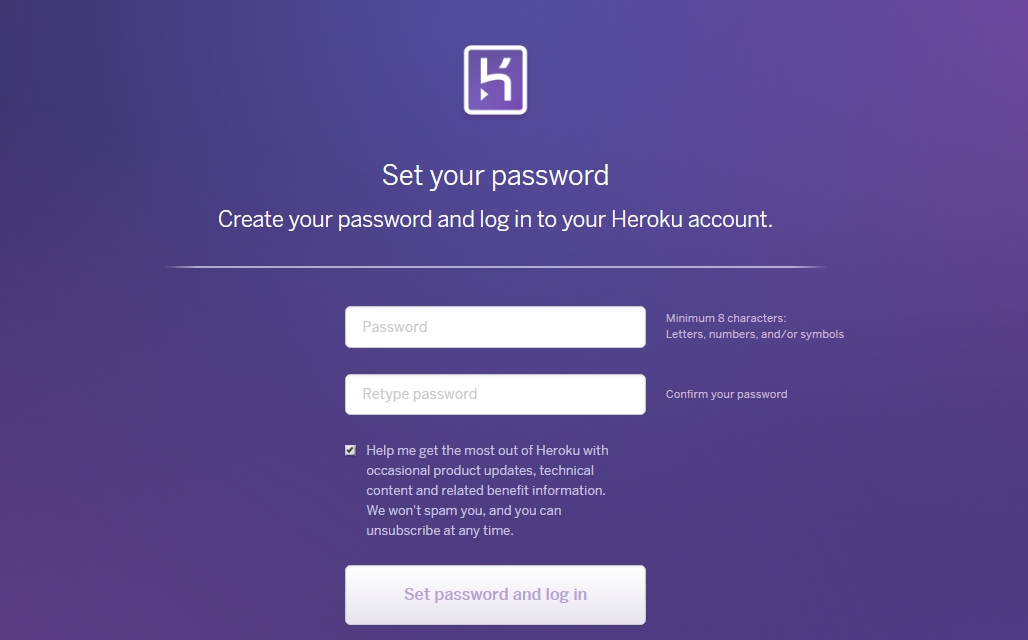 Set your password
Create your password and log in to your Heroku account.
Password
Minimum 8 characters:
Letters, numbers, and/or symbols
Retype password
Confirm your password
Help me get the most out of Heroku with
occasional product updates, technical
content and related benefit information.
We won't spam you, and you can
unsubscribe at any time.
Set password and log in